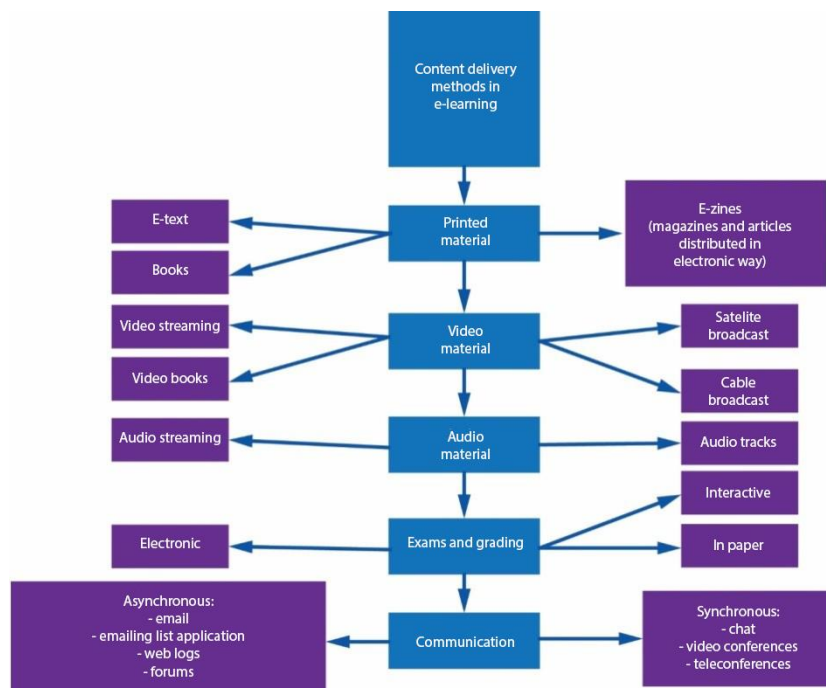 Content delivery
methods in
e-learning
E-text
Printed
material
E-zines
(magazines and articles
distributed in
electronic way)
Books
Video streaming
Video
material
Satelite
broadcast
Video books
Cable
broadcast
Audio streaming
Audio
material
Audio tracks
Interactive
Electronic
Exams and grading
In paper
Asynchronous:
- email
- emailing list application
- web logs
- forums
Communication
Synchronous:
- chat
- video conferences
- teleconferences